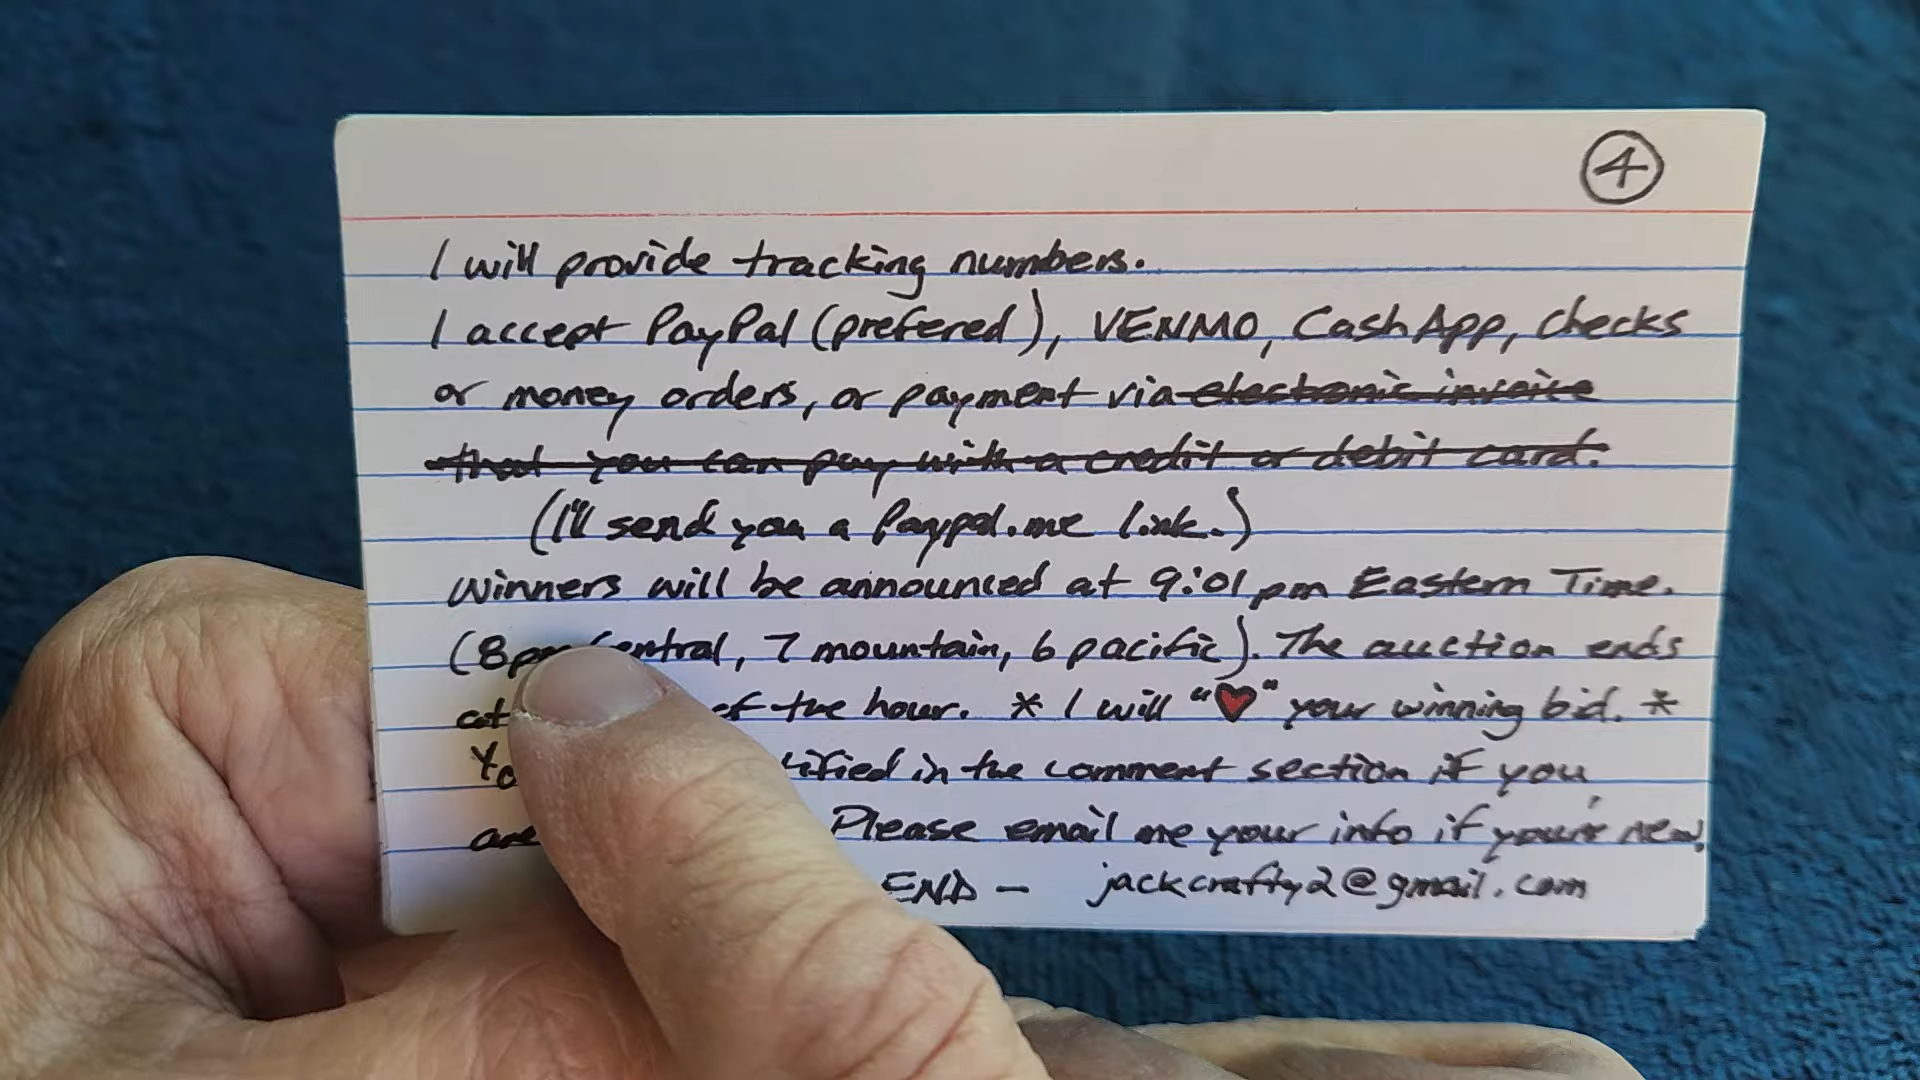 4
I will provide tracking numbers.
I accept PayPal (prefered), VENMO, CashApp, checks
or money orders, or payment via electronic invoice
that you can pay with a credit or debit card.
(I'll send you a Paypal.me link.)
Winners will be announced at 9:01 pm Eastern Time.
(8pm Central, 7 mountain, 6 pacific). The auction ends
at of the hour. * I will "❤" your winning bid. *
in the comment section if you
are Please email me your info if you're new.
END - jackcrafty2@gmail.com